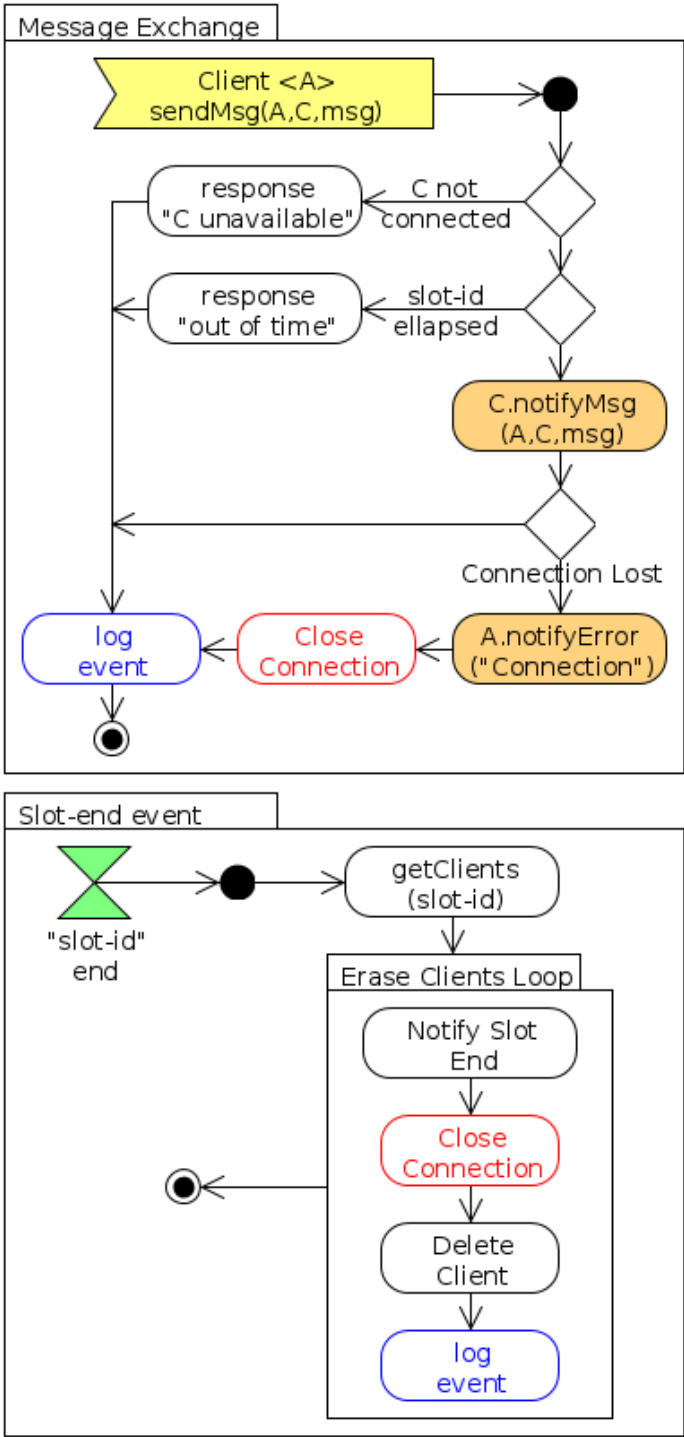 Message Exchange
Client <A>
sendMsg(A,C,msg)
response
"C unavailable"
C not
connected
response
"out of time"
slot-id
ellapsed
C.notifyMsg
(A,C,msg)
Connection Lost
log
event
Close
Connection
A.notifyError
("Connection")
Slot-end event
"slot-id"
end
getClients
(slot-id)
Erase Clients Loop
Notify Slot
End
Close
Connection
Delete
Client
log
event